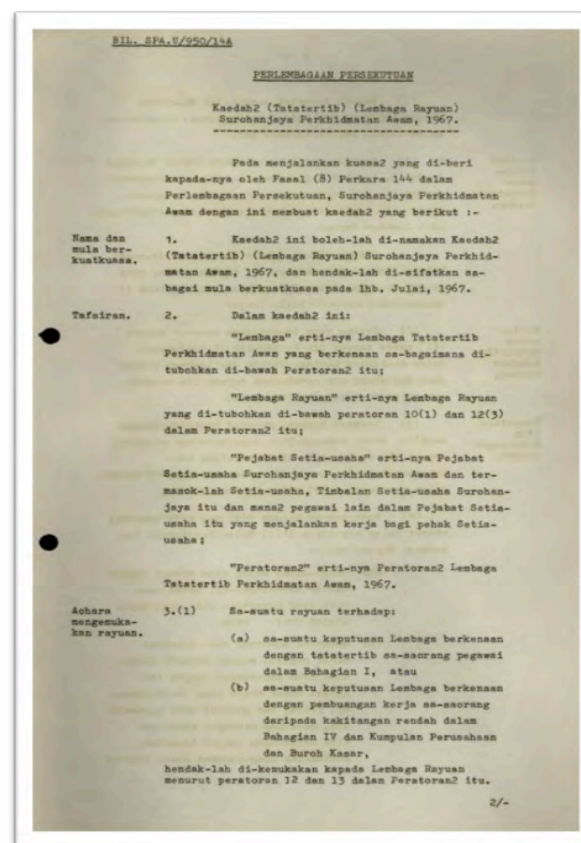 BIL. SPA.U/950/14A
PERLEMBAGAAN PERSEKUTUAN
Kaedah2 (Tatatertib) (Lembaga Rayuan)
Surohanjaya Perkhidmatan Awam, 1967.
Pada menjalankan kuasa2 yang di-beri
kapada-nya oleh Fasal (8) Perkara 144 dalam
Perlembagaan Persekutuan, Surohanjaya Perkhidmatan
Awam dengan ini membuat kaedah2 yang berikut :-
Nama dan
mula ber-
kuatkuasa.
1. Kaedah2 ini boleh-lah di-namakan Kaedah2
(Tatatertib) (Lembaga Rayuan) Surohanjaya Perkhid-
matan Awam, 1967, dan hendak-lah di-sifatkan sa-
bagai mula berkuatkuasa pada 1hb. Julai, 1967.
Tafsiran.
2. Dalam kaedah2 ini:
"Lembaga" erti-nya Lembaga Tatatertib
Perkhidmatan Awam yang berkenaan sa-bagaimana di-
tubohkan di-bawah Peratoran2 itu;
"Lembaga Rayuan" erti-nya Lembaga Rayuan
yang di-tubohkan di-bawah peratoran 10(1) dan 12(3)
dalam Peratoran2 itu;
"Pejabat Setia-usaha" erti-nya Pejabat
Setia-usaha Surohanjaya Perkhidmatan Awam dan ter-
masok-lah Setia-usaha, Timbalan Setia-usaha Surohan-
jaya itu dan mana2 pegawai lain dalam Pejabat Setia-
usaha itu yang menjalankan kerja bagi pehak Setia-
usaha;
"Peratoran2" erti-nya Peratoran2 Lembaga
Tatatertib Perkhidmatan Awam, 1967.
Achara
mengemuka-
kan rayuan.
3.(1) Sa-suatu rayuan terhadap:
(a) sa-suatu keputusan Lembaga berkenaan
dengan tatatertib sa-saorang pegawai
dalam Bahagian I, atau
(b) sa-suatu keputusan Lembaga berkenaan
dengan pembuangan kerja sa-saorang
daripada kakitangan rendah dalam
Bahagian IV dan Kumpulan Perusahaan
dan Buroh Kasar,
hendak-lah di-kemukakan kapada Lembaga Rayuan
menurut peratoran 12 dan 13 dalam Peratoran2 itu.
2/-